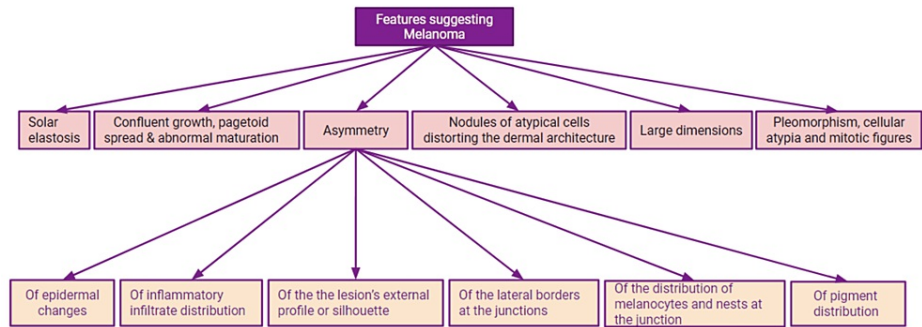 Features suggesting
Melanoma
Solar
elastosis
Confluent growth, pagetoid
spread & abnormal maturation
Asymmetry
Nodules of atypical cells
distorting the dermal architecture
Large dimensions
Pleomorphism, cellular
atypia and mitotic figures
Of epidermal
changes
Of inflammatory
infiltrate distribution
Of the the lesion's external
profile or silhouette
Of the lateral borders
at the junctions
Of the distribution of
melanocytes and nests at
the junction
Of pigment
distribution